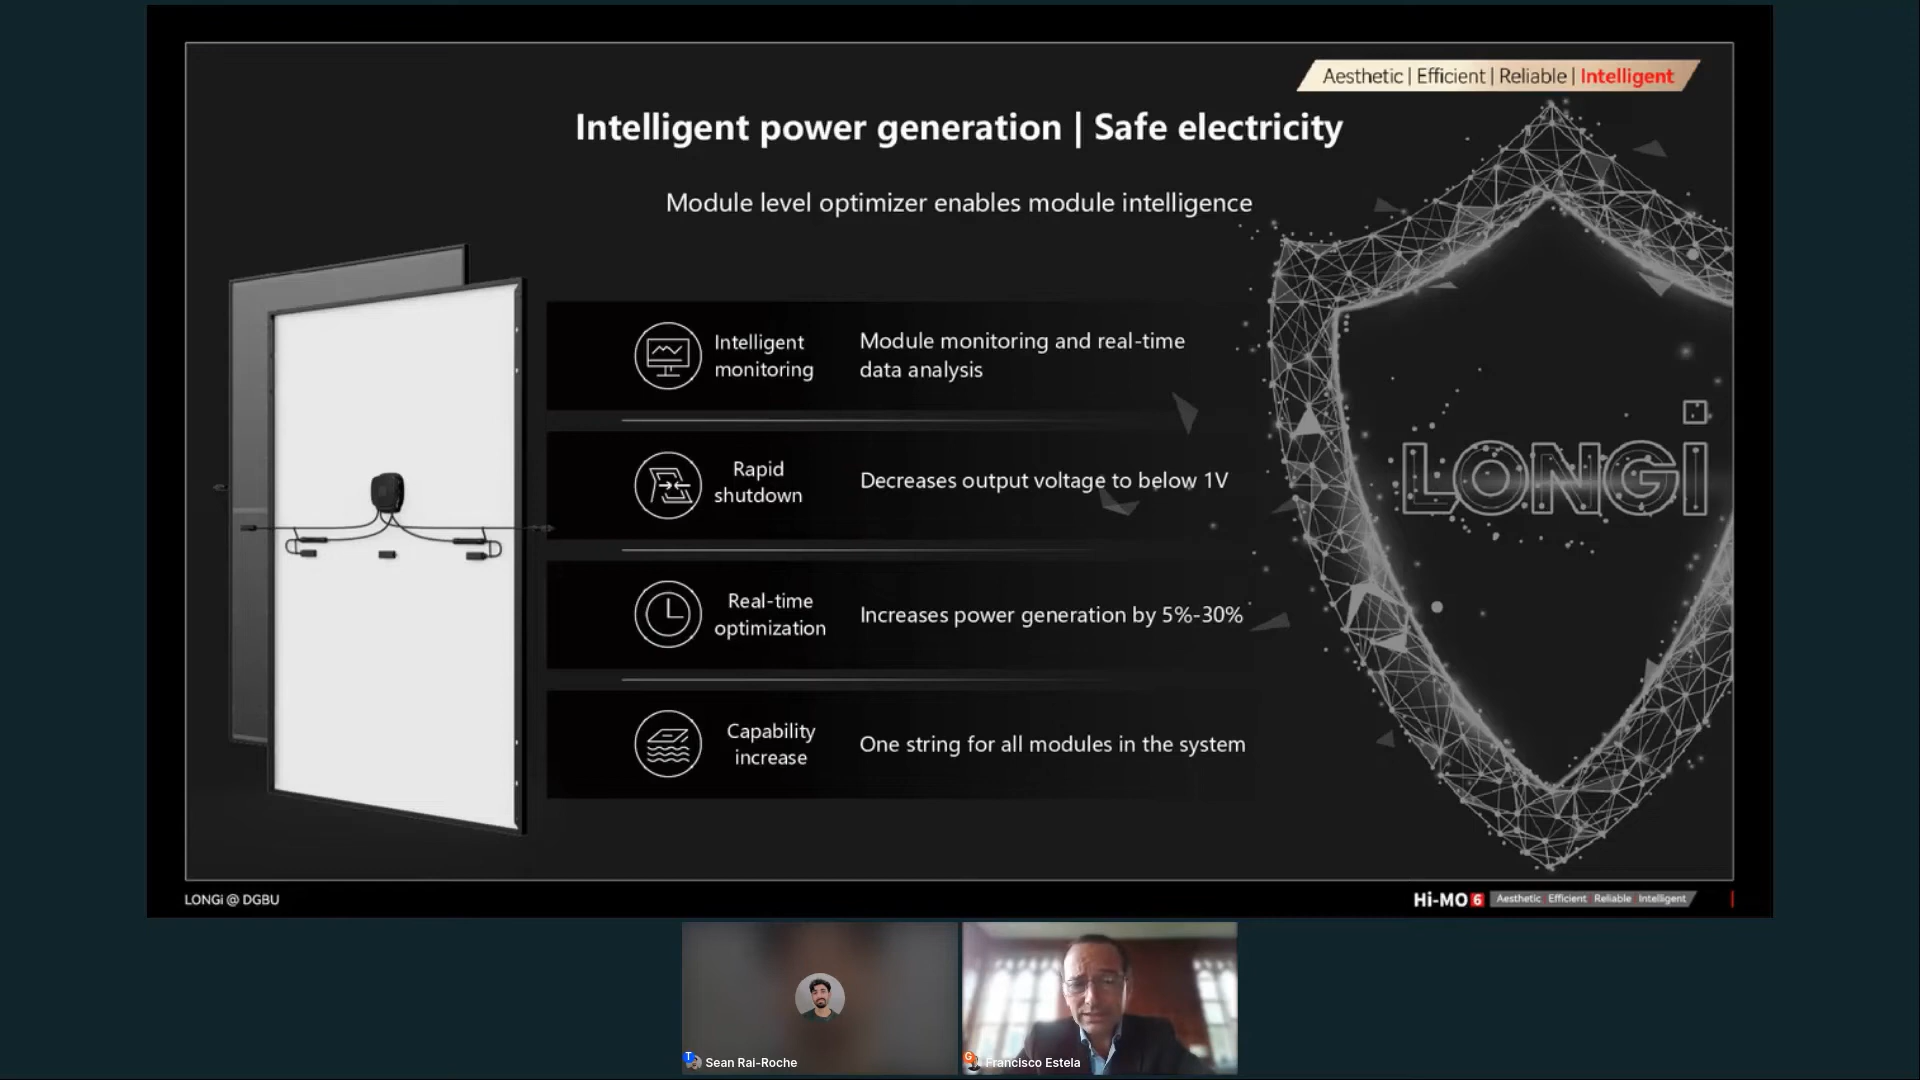 Aesthetic | Efficient | Reliable | Intelligent
Intelligent power generation | Safe electricity
Module level optimizer enables module intelligence
Intelligent
monitoring
Module monitoring and real-time
data analysis
Rapid
shutdown
Decreases output voltage to below 1V
Real-time
optimization
Increases power generation by 5%-30%
Capability
increase
One string for all modules in the system
LONGi
LONGi @ DGBU
Hi-MO 6 Aesthetic Efficient Reliable Intelligent
T Sean Rai-Roche
G Francisco Estela